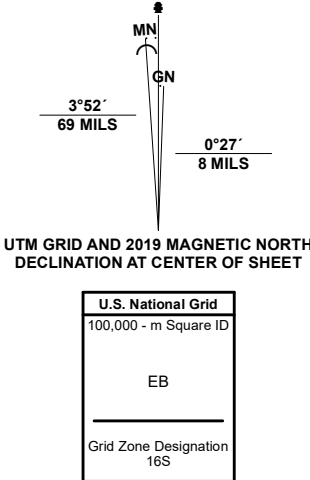 MN
GN
3°52´
69 MILS
0°27´
8 MILS
UTM GRID AND 2019 MAGNETIC NORTH
DECLINATION AT CENTER OF SHEET
U.S. National Grid
100,000 - m Square ID
EB
Grid Zone Designation
16S